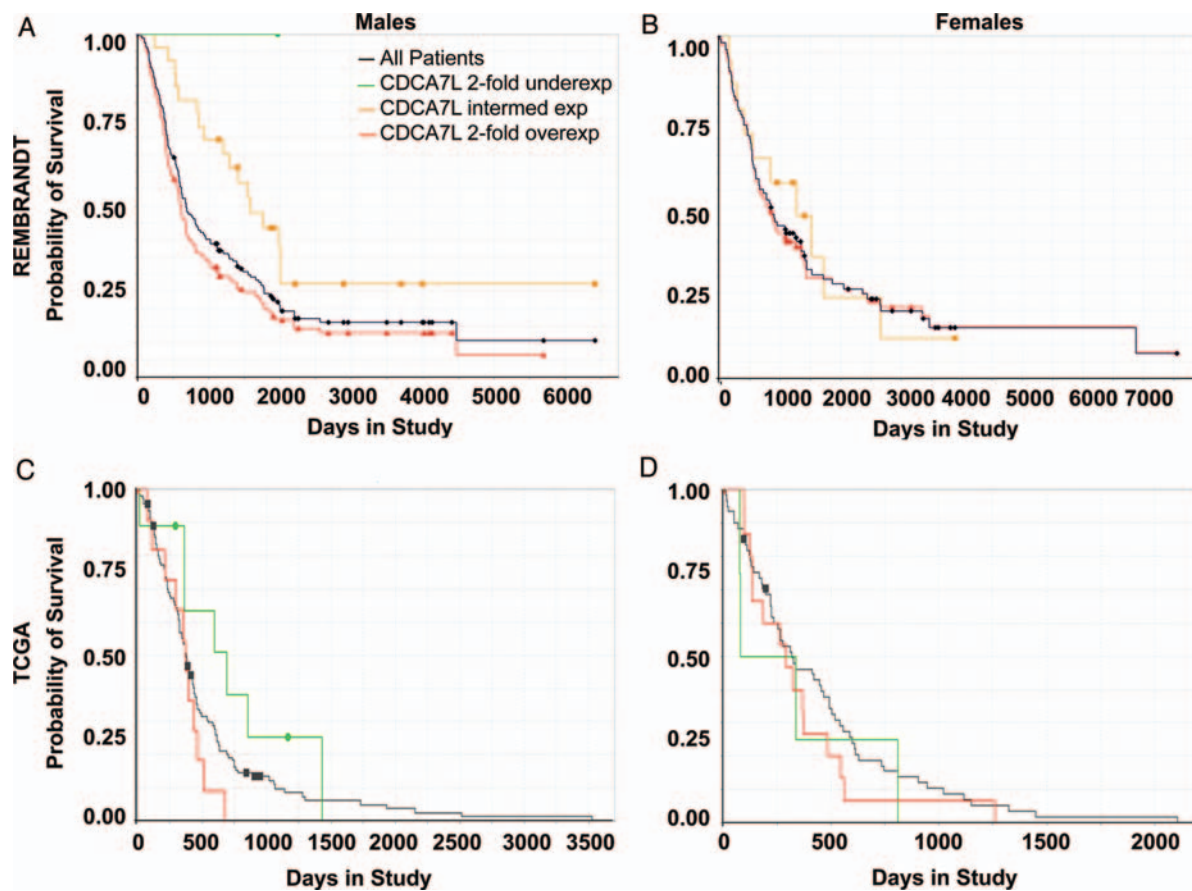 Males
Females
A
B
All Patients
CDCA7L 2-fold underexp
CDCA7L intermed exp
CDCA7L 2-fold overexp
REMBRANDT
Probability of Survival
1.00
0.75
0.50
0.25
0.00
0 1000 2000 3000 4000 5000 6000
Days in Study
1.00
0.75
0.50
0.25
0.00
0 1000 2000 3000 4000 5000 6000 7000
Days in Study
C
D
TCGA
Probability of Survival
1.00
0.75
0.50
0.25
0.00
0 500 1000 1500 2000 2500 3000 3500
Days in Study
1.00
0.75
0.50
0.25
0.00
0 500 1000 1500 2000
Days in Study